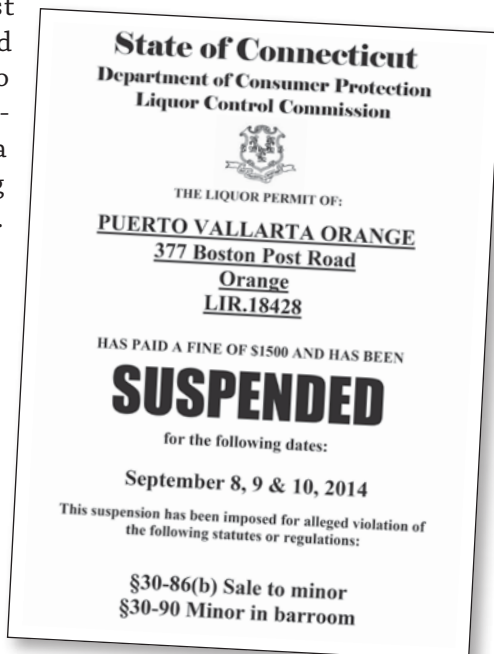 st
d
o
-
a
g
.
State of Connecticut
Department of Consumer Protection
Liquor Control Commission
THE LIQUOR PERMIT OF:
PUERTO VALLARTA ORANGE
377 Boston Post Road
Orange
LIR.18428
HAS PAID A FINE OF $1500 AND HAS BEEN
SUSPENDED
for the following dates:
September 8, 9 & 10, 2014
This suspension has been imposed for alleged violation of
the following statutes or regulations:
§30-86(b) Sale to minor
§30-90 Minor in barroom